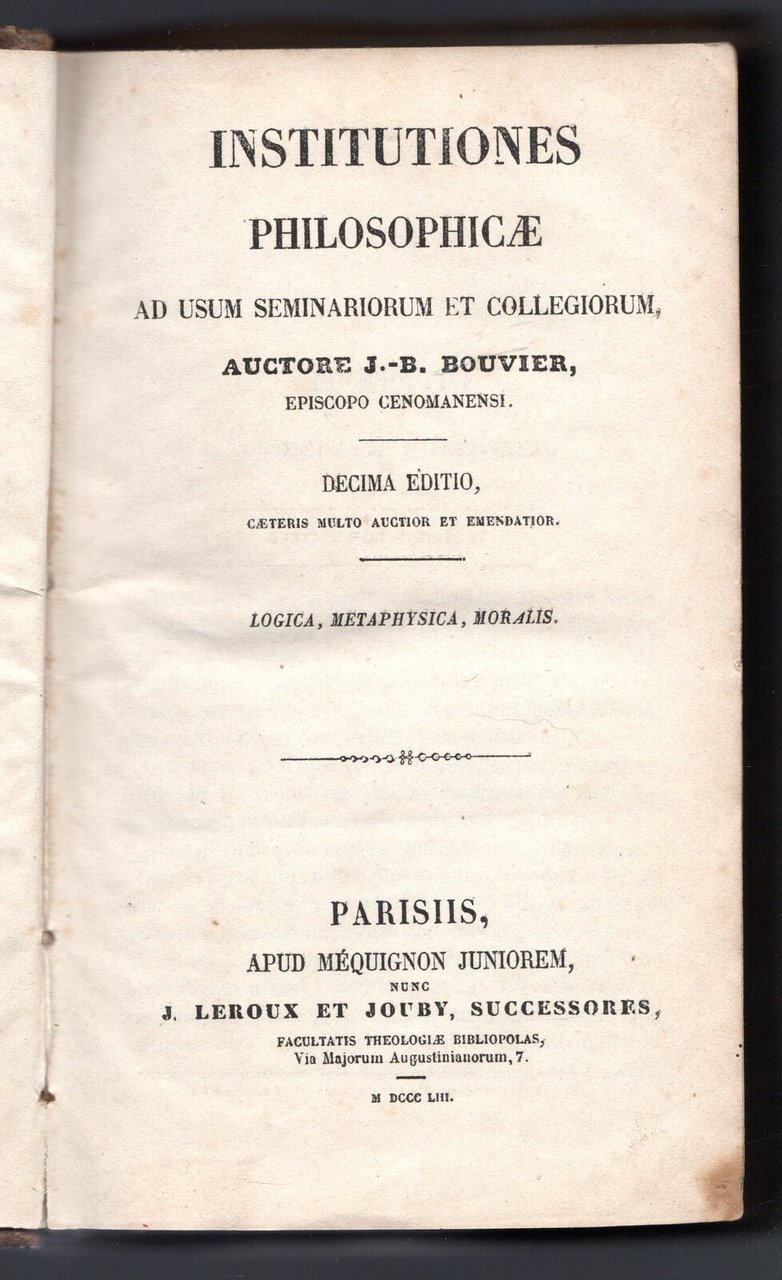 INSTITUTIONES
PHILOSOPHICÆ
AD USUM SEMINARIORUM ET COLLEGIORUM,
AUCTORE J.-B. BOUVIER,
EPISCOPO CENOMANENSI.
DECIMA EDITIO,
CÆTERIS MULTO AUCTIOR ET EMENDATIOR.
LOGICA, METAPHYSICA, MORALIS.
PARISIIS,
APUD MÉQUIGNON JUNIOREM,
NUNC
J. LEROUX ET JOUBY, SUCCESSORES,
FACULTATIS THEOLOGIÆ BIBLIOPOLAS,
Via Majorum Augustinianorum, 7.
M DCCC LIII.